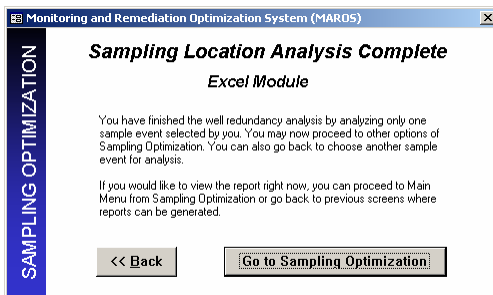 Monitoring and Remediation Optimization System (MAROS)
SAMPLING OPTIMIZATION
Sampling Location Analysis Complete
Excel Module
You have finished the well redundancy analysis by analyzing only one
sample event selected by you. You may now proceed to other options of
Sampling Optimization. You can also go back to choose another sample
event for analysis.
If you would like to view the report right now, you can proceed to Main
Menu from Sampling Optimization or go back to previous screens where
reports can be generated.
<< Back
Go to Sampling Optimization